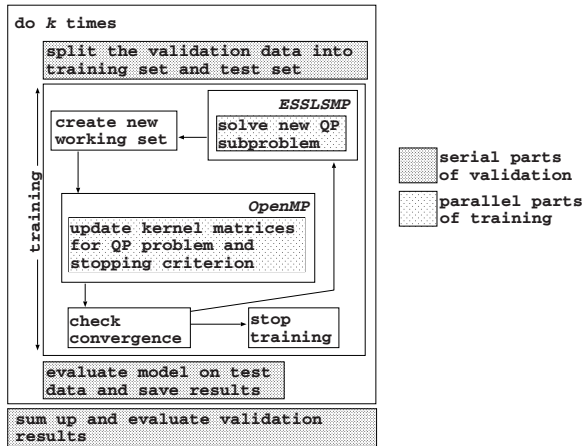 do k times
split the validation data into
training set and test set
ESSLSMP
create new
working set
solve new QP
subproblem
training
OpenMP
update kernel matrices
for QP problem and
stopping criterion
check
convergence
stop
training
evaluate model on test
data and save results
sum up and evaluate validation
results
serial parts
of validation
parallel parts
of training